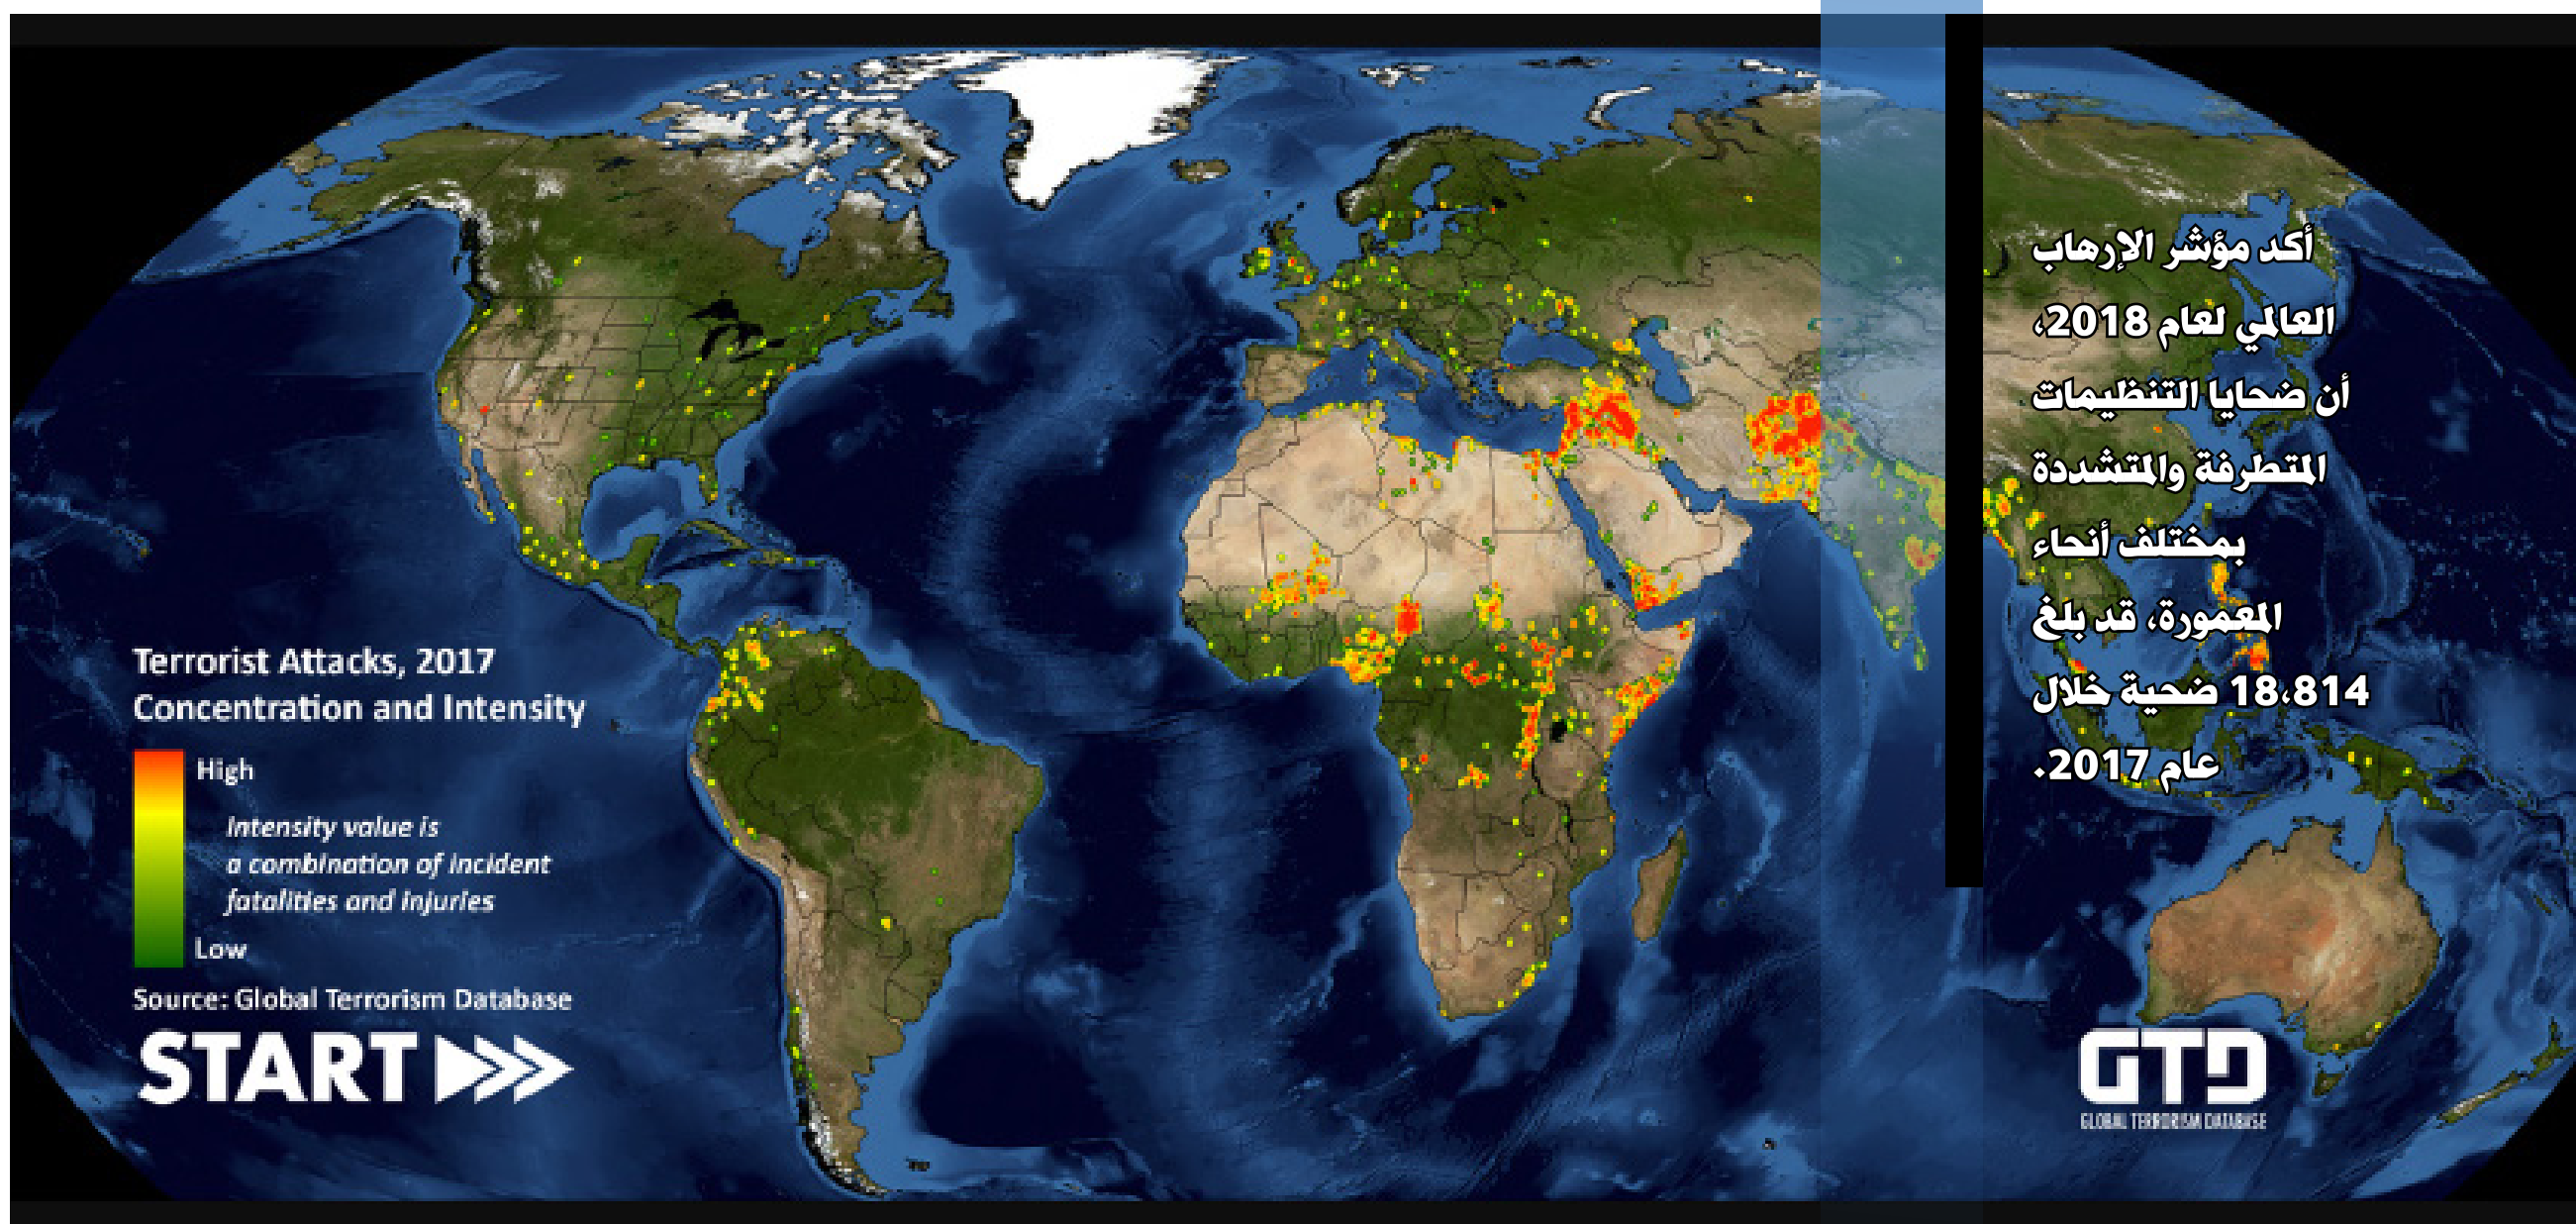 أكد مؤشر الإرهاب
العالمي لعام 2018،
أن ضحايا التنظيمات
المتطرفة والمتشددة
بمختلف أنحاء
المعمورة، قد بلغ
18،814 ضحية خلال
عام 2017.
Terrorist Attacks, 2017
Concentration and Intensity
High
Intensity value is
a combination of incident
fatalities and injuries
Low
Source: Global Terrorism Database
START
GTD
GLOBAL TERRORISM DATABASE